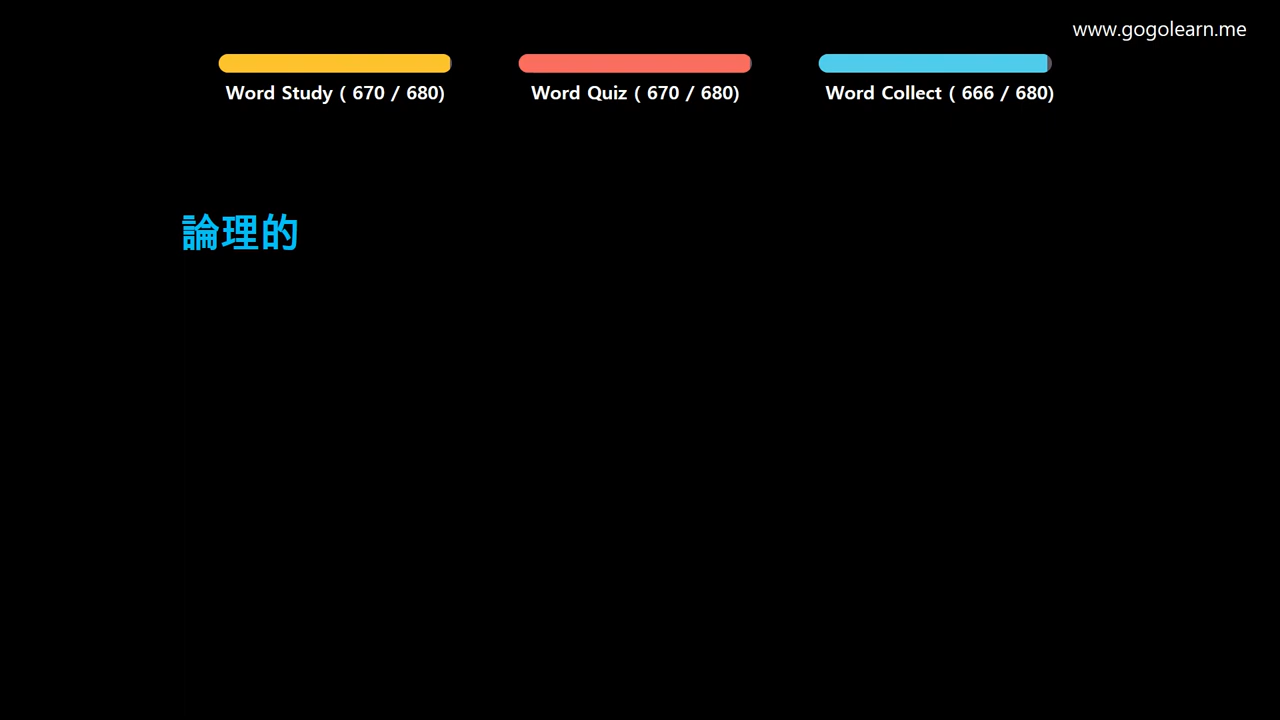 www.gogolearn.me
Word Study ( 670 / 680)
Word Quiz ( 670 / 680)
Word Collect ( 666 / 680)
論理的